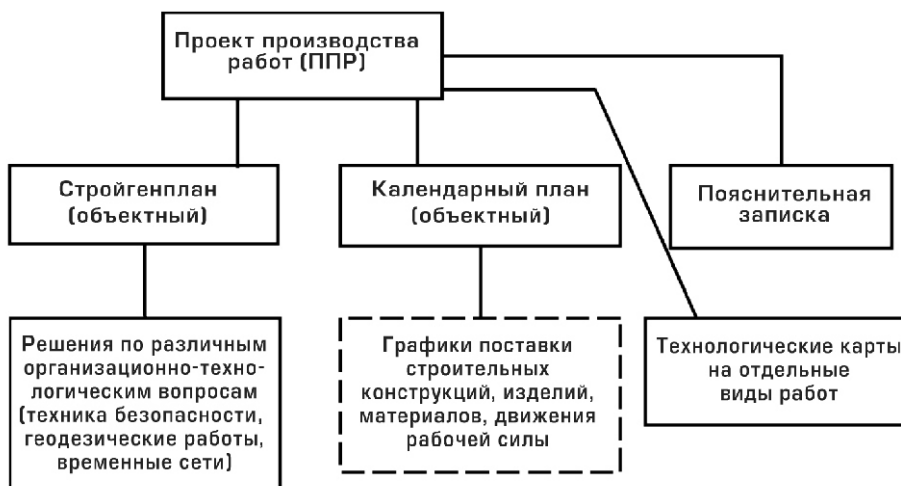 Проект производства
работ (ППР)
Стройгенплан
(объектный)
Календарный план
(объектный)
Пояснительная
записка
Решения по различным
организационно-техно-
логическим вопросам
(техника безопасности,
геодезические работы,
временные сети)
Графики поставки
строительных
конструкций, изделий,
материалов, движения
рабочей силы
Технологические карты
на отдельные
виды работ